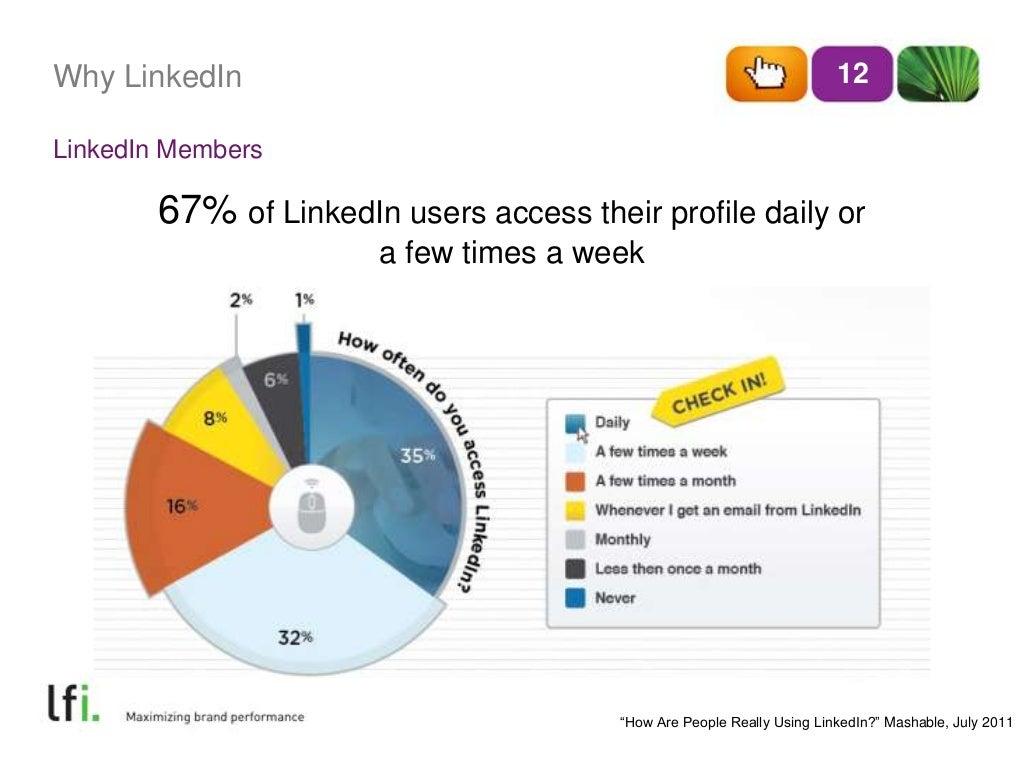 Why LinkedIn
12
LinkedIn Members
67% of LinkedIn users access their profile daily or
a few times a week
2%
1%
How often do you access LinkedIn?
6%
8%
35%
16%
32%
CHECK IN!
Daily
A few times a week
A few times a month
Whenever I get an email from LinkedIn
Monthly
Less then once a month
Never
lfi.
Maximizing brand performance
“How Are People Really Using LinkedIn?” Mashable, July 2011